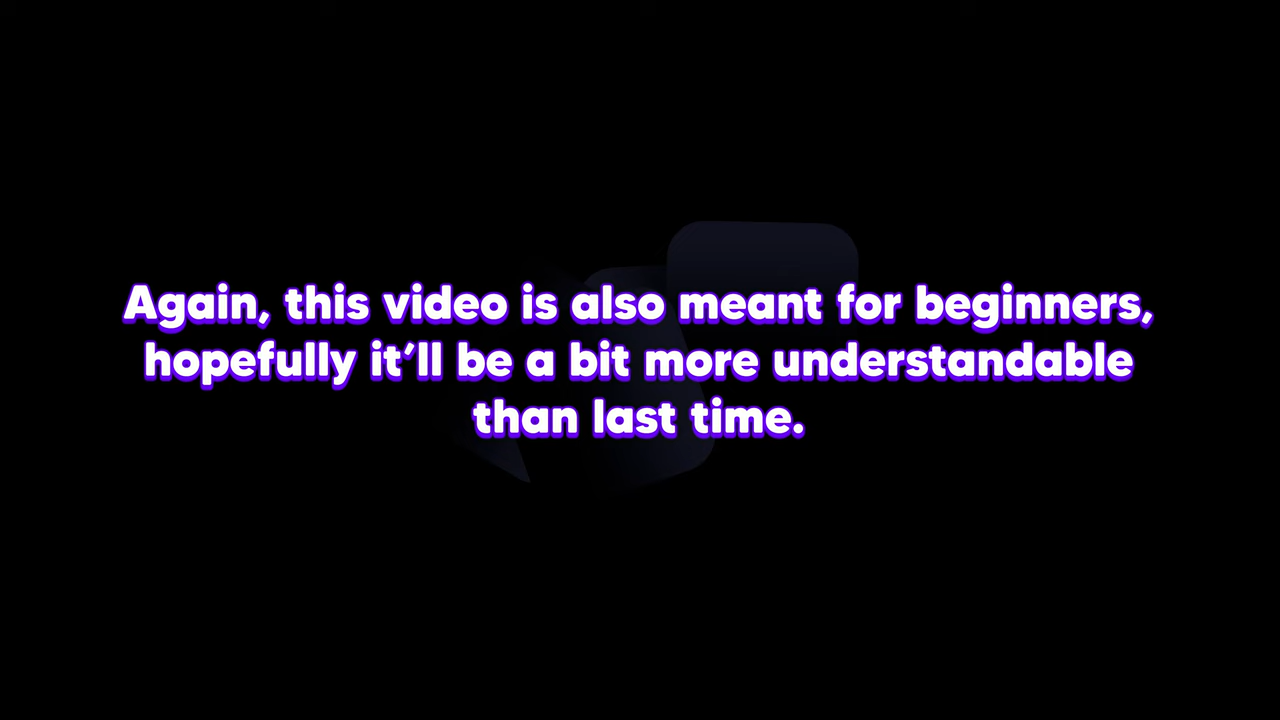 Again, this video is also meant for beginners,
hopefully it’ll be a bit more understandable
than last time.